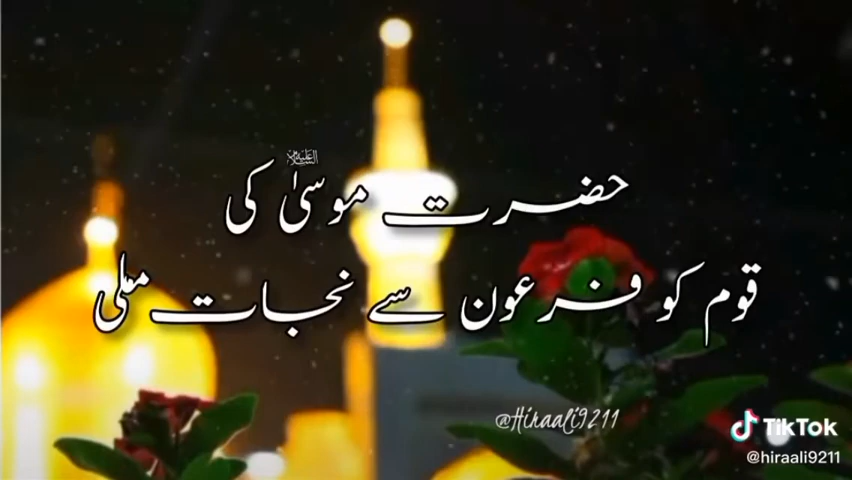 حضرت موسیٰ علیہ السلام کی
قوم کو فرعون سے نجات ملی
@Hiraali9211
TikTok
@hiraali9211